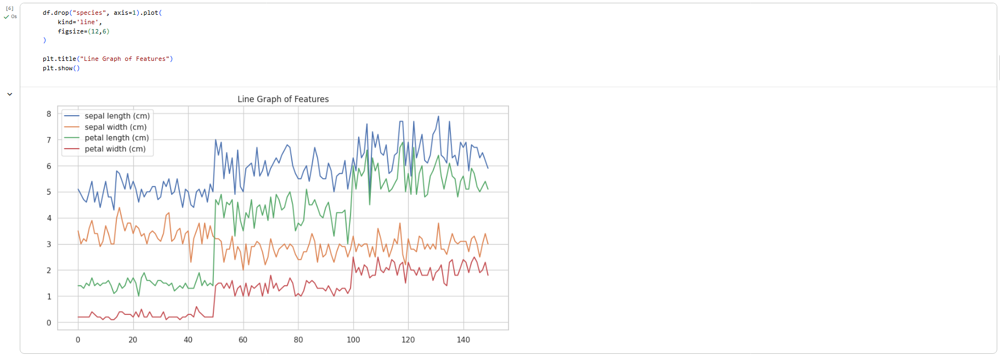 [6]
0s
df.drop("species", axis=1).plot(
kind='line',
figsize=(12,6)
)
plt.title("Line Graph of Features")
plt.show()
Line Graph of Features
sepal length (cm)
sepal width (cm)
petal length (cm)
petal width (cm)
8
7
6
5
4
3
2
1
0
0 20 40 60 80 100 120 140